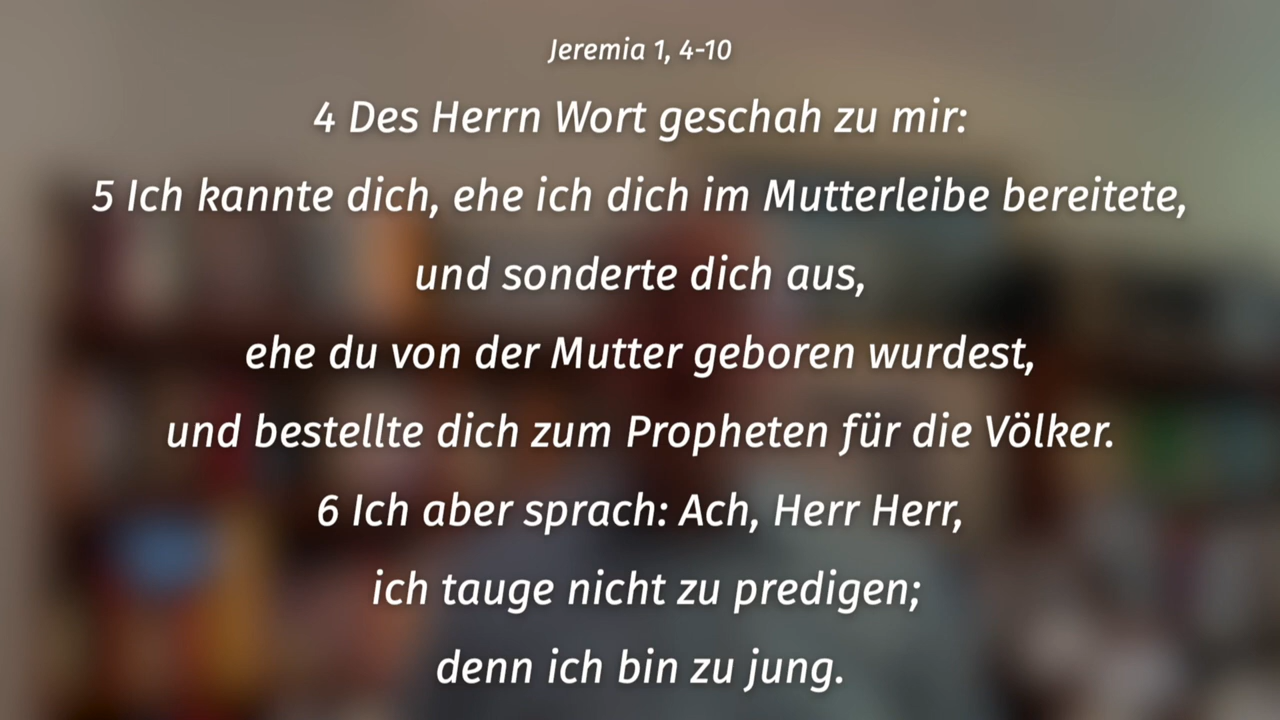 Jeremia 1, 4-10
4 Des Herrn Wort geschah zu mir:
5 Ich kannte dich, ehe ich dich im Mutterleibe bereitete,
und sonderte dich aus,
ehe du von der Mutter geboren wurdest,
und bestellte dich zum Propheten für die Völker.
6 Ich aber sprach: Ach, Herr Herr,
ich tauge nicht zu predigen;
denn ich bin zu jung.